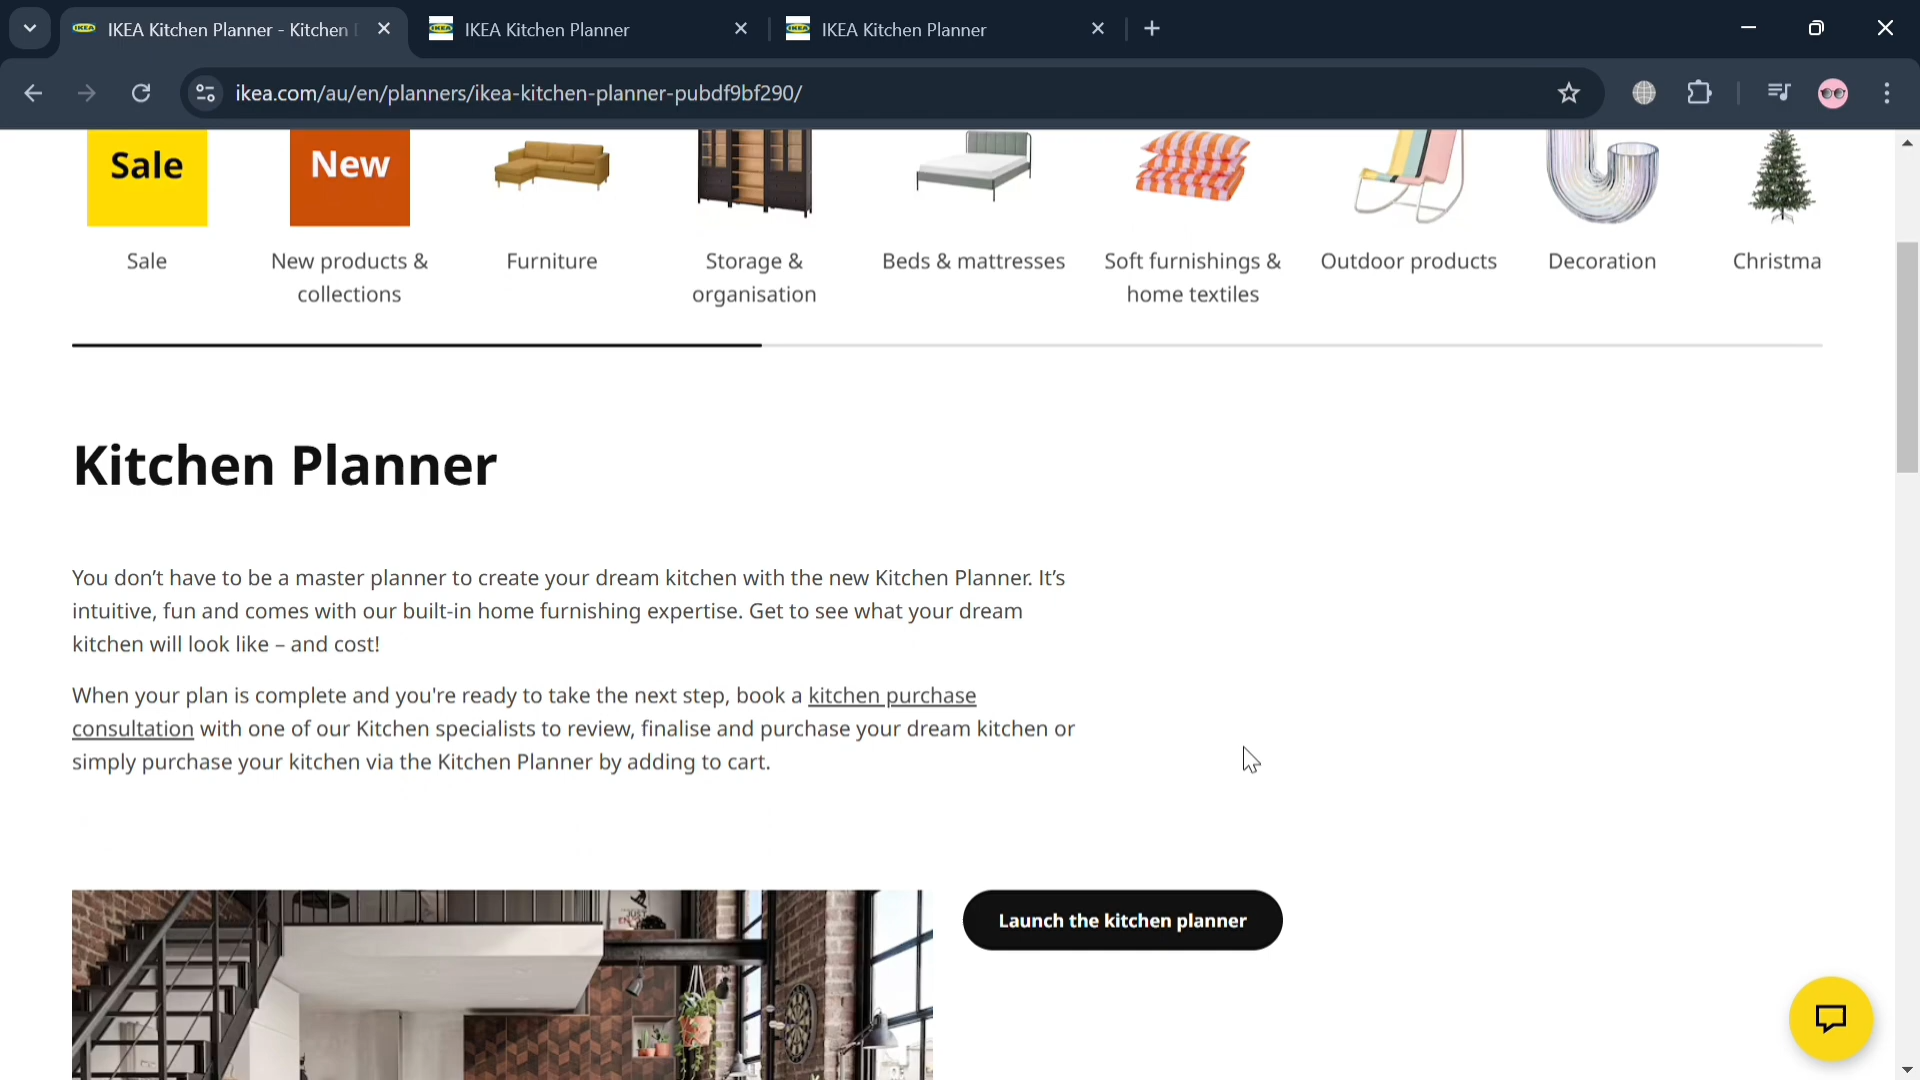 IKEA Kitchen Planner - Kitchen
IKEA Kitchen Planner
IKEA Kitchen Planner
ikea.com/au/en/planners/ikea-kitchen-planner-pubdf9bf290/
Sale
New
Sale
New products &
collections
Furniture
Storage &
organisation
Beds & mattresses
Soft furnishings &
home textiles
Outdoor products
Decoration
Christma
Kitchen Planner
You don’t have to be a master planner to create your dream kitchen with the new Kitchen Planner. It’s
intuitive, fun and comes with our built-in home furnishing expertise. Get to see what your dream
kitchen will look like – and cost!
When your plan is complete and you're ready to take the next step, book a kitchen purchase
consultation with one of our Kitchen specialists to review, finalise and purchase your dream kitchen or
simply purchase your kitchen via the Kitchen Planner by adding to cart.
Launch the kitchen planner